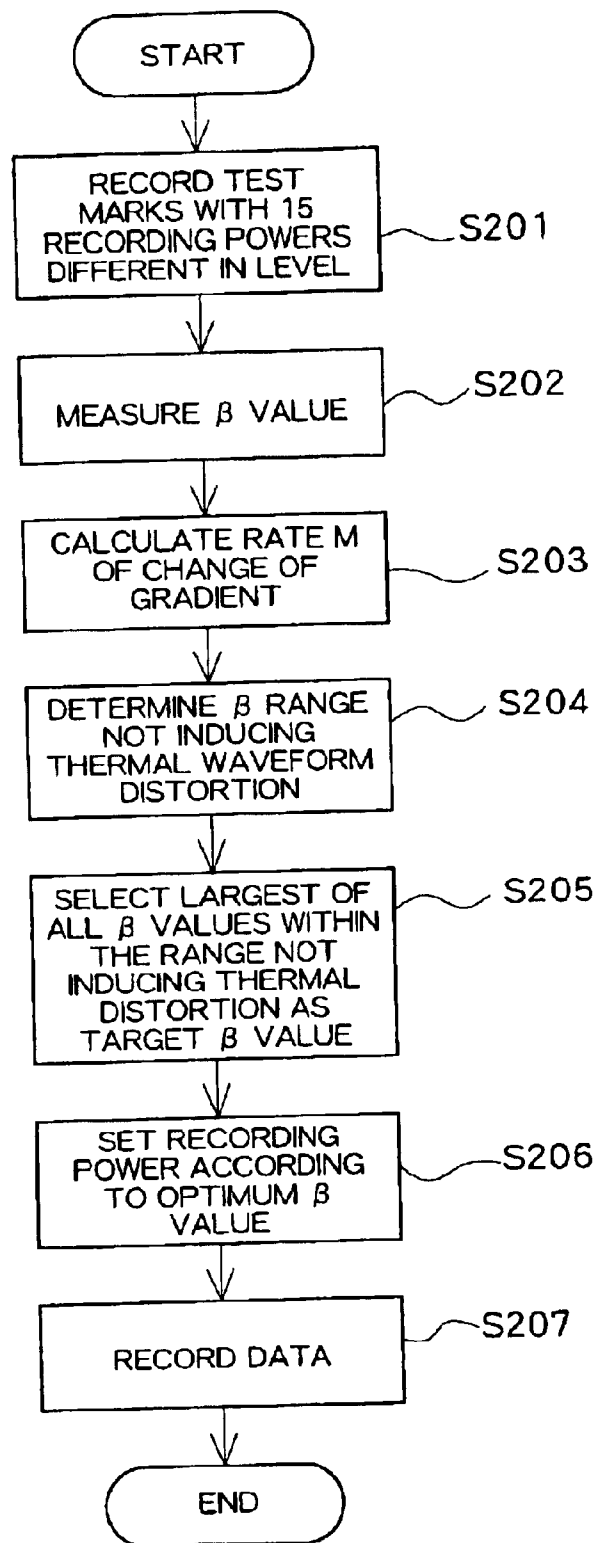 START
RECORD TEST
MARKS WITH 15
RECORDING POWERS
DIFFERENT IN LEVEL
S201
MEASURE β VALUE
S202
CALCULATE RATE M
OF CHANGE OF
GRADIENT
S203
DETERMINE β RANGE
NOT INDUCING
THERMAL WAVEFORM
DISTORTION
S204
SELECT LARGEST OF
ALL β VALUES WITHIN
THE RANGE NOT
INDUCING THERMAL
DISTORTION AS
TARGET β VALUE
S205
SET RECORDING
POWER ACCORDING
TO OPTIMUM β
VALUE
S206
RECORD DATA
S207
END